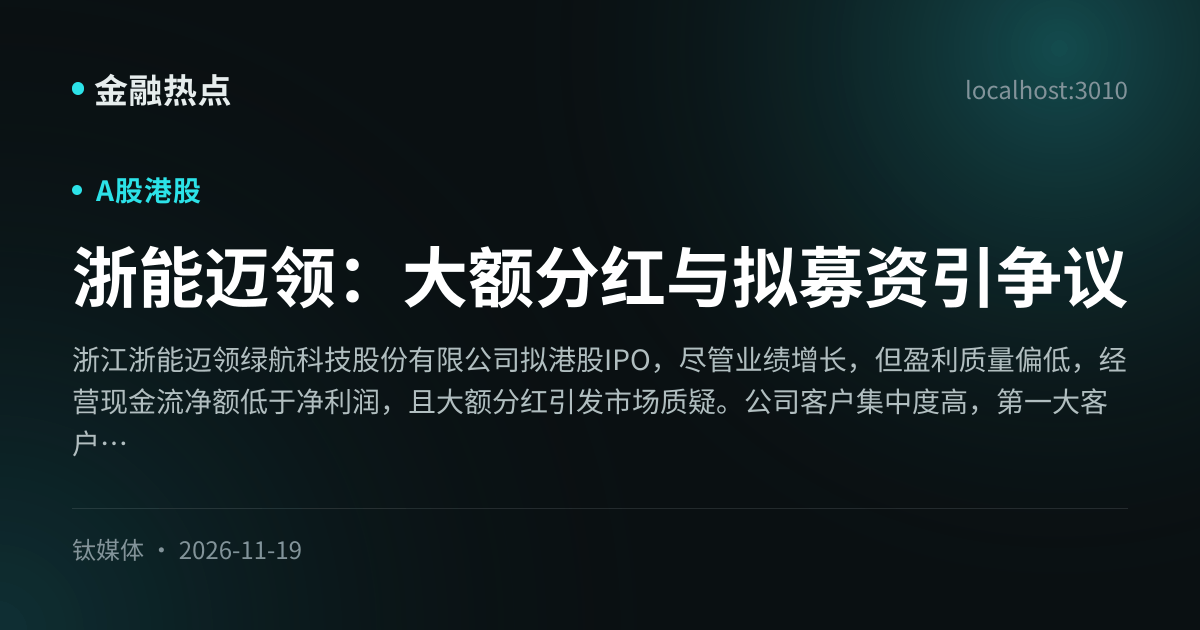 金融热点
localhost:3010
A股港股
浙能迈领：大额分红与拟募资引争议
浙江浙能迈领绿航科技股份有限公司拟港股IPO，尽管业绩增长，但盈利质量偏低，经
营现金流净额低于净利润，且大额分红引发市场质疑。公司客户集中度高，第一大客
户…
钛媒体 · 2026-11-19